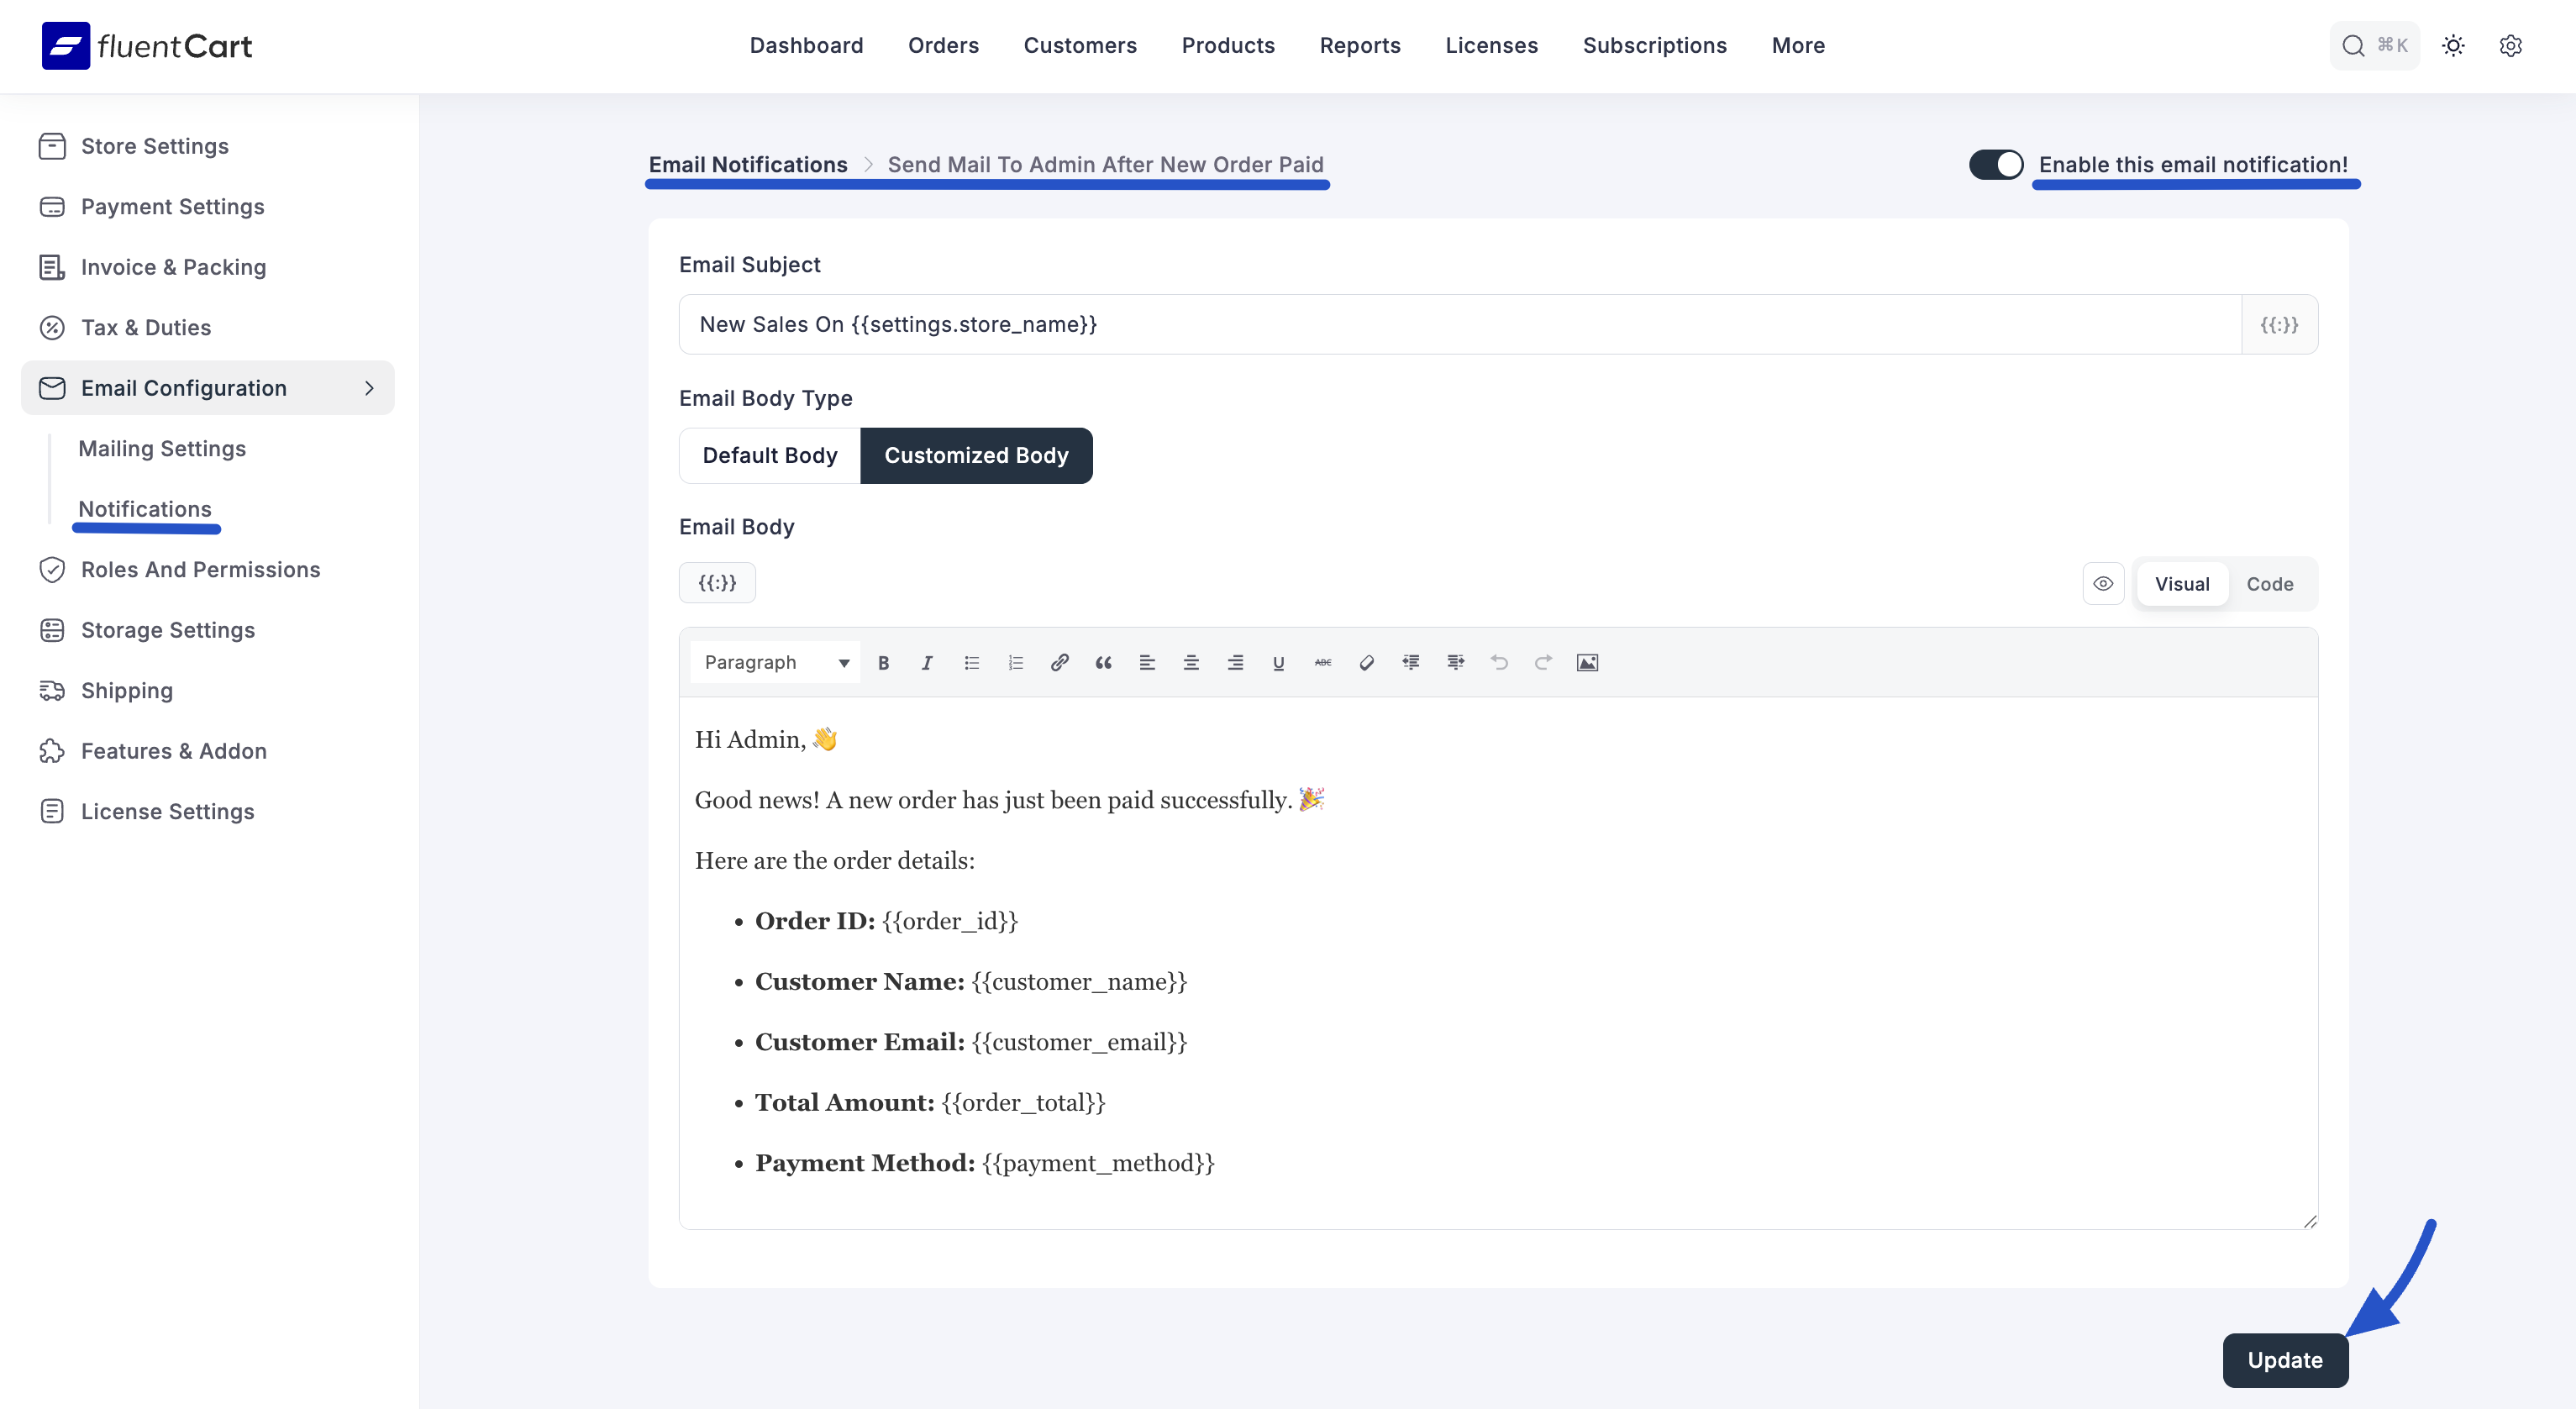 fluentCart
Dashboard Orders Customers Products Reports Licenses Subscriptions More
⌘K
Store Settings
Payment Settings
Invoice & Packing
Tax & Duties
Email Configuration
Mailing Settings
Notifications
Roles And Permissions
Storage Settings
Shipping
Features & Addon
License Settings
Email Notifications > Send Mail To Admin After New Order Paid
Enable this email notification!
Email Subject
New Sales On {{settings.store_name}}
{{:}}
Email Body Type
Default Body Customized Body
Email Body
{{:}}
Visual Code
Paragraph B I U ABC
Hi Admin, 👋
Good news! A new order has just been paid successfully. 🎉
Here are the order details:
• Order ID: {{order_id}}
• Customer Name: {{customer_name}}
• Customer Email: {{customer_email}}
• Total Amount: {{order_total}}
• Payment Method: {{payment_method}}
Update